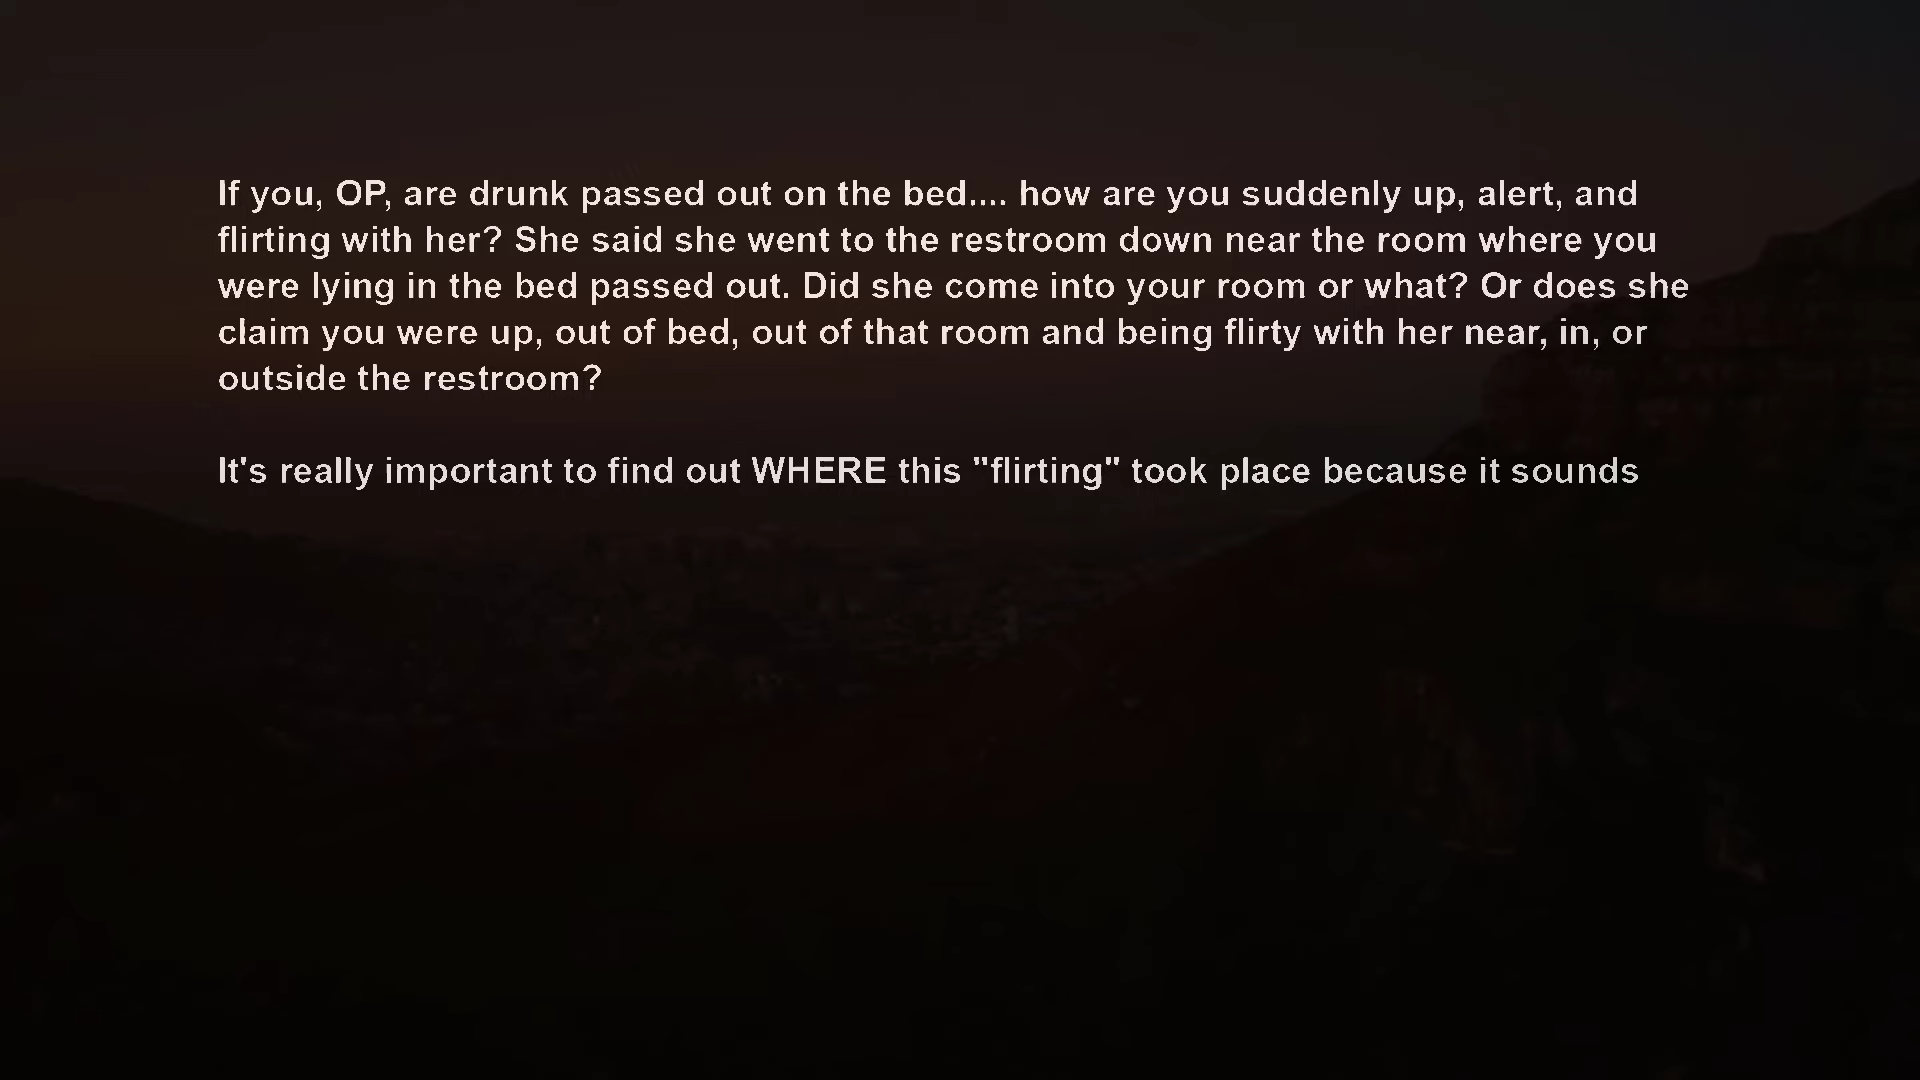 If you, OP, are drunk passed out on the bed.... how are you suddenly up, alert, and
flirting with her? She said she went to the restroom down near the room where you
were lying in the bed passed out. Did she come into your room or what? Or does she
claim you were up, out of bed, out of that room and being flirty with her near, in, or
outside the restroom?
It's really important to find out WHERE this "flirting" took place because it sounds